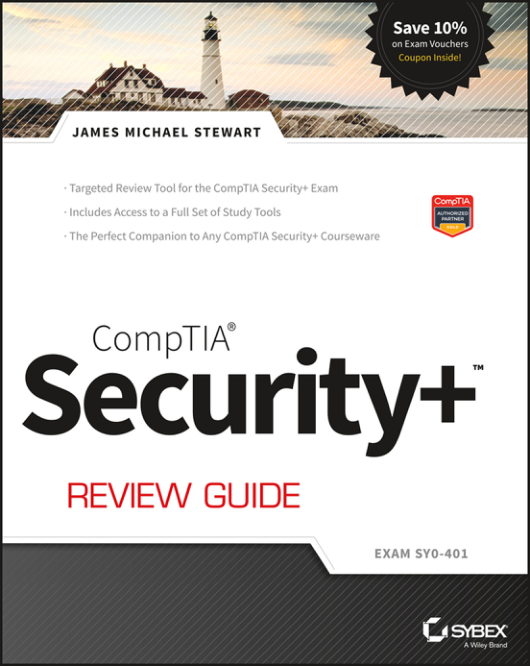 Save 10%
on Exam Vouchers
Coupon Inside!
JAMES MICHAEL STEWART
· Targeted Review Tool for the CompTIA Security+ Exam
· Includes Access to a Full Set of Study Tools
· The Perfect Companion to Any CompTIA Security+ Courseware
CompTIA
AUTHORIZED
PARTNER
GOLD
CompTIA®
Security+™
REVIEW GUIDE
EXAM SY0-401
SYBEX®
A Wiley Brand